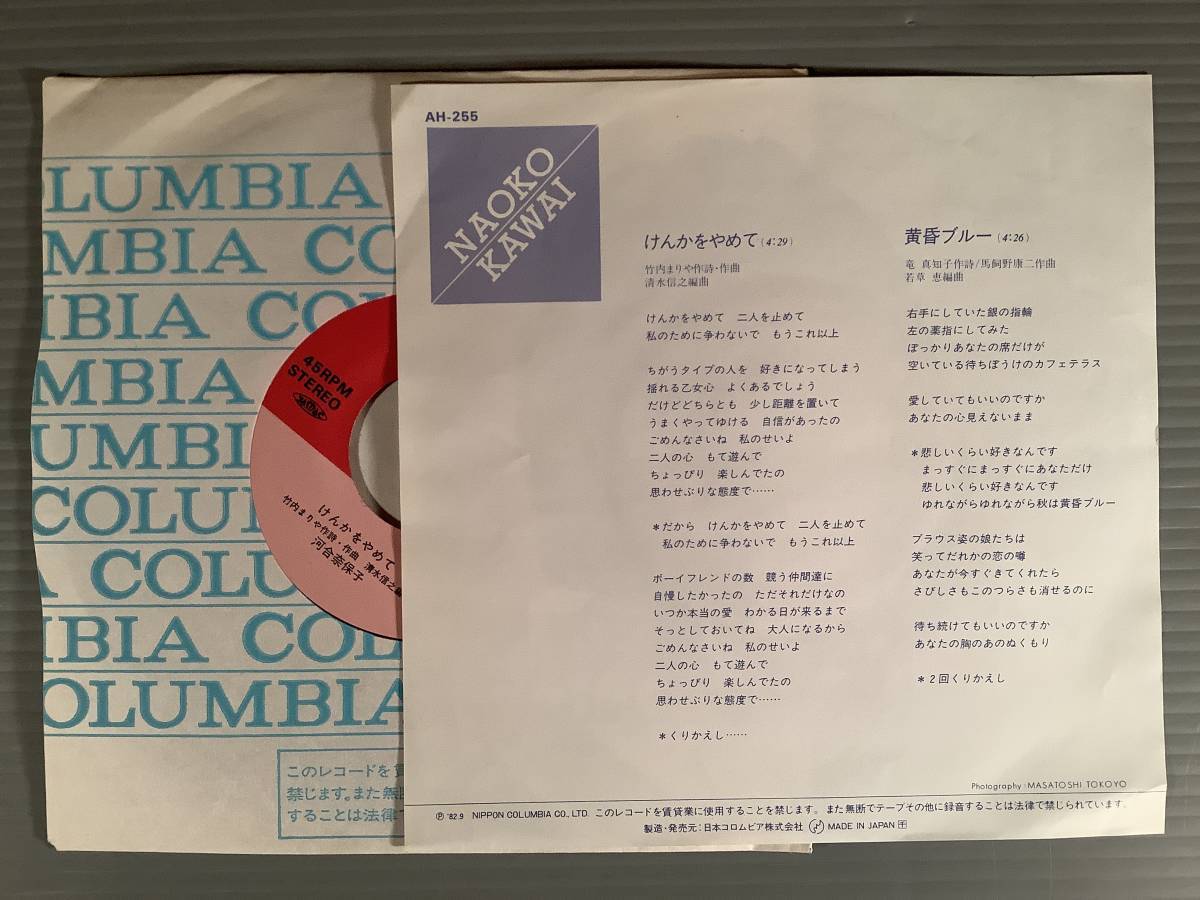 COLUMBIA
MBIA COL
IBIA COL
MBIA
UMBIA
COLUM
A COLU
IBIA COL
OLUMBIA
このレコードを賃
禁じます。また無断
することは法律で
45RPM
STEREO
けんかをやめて
竹内まりや作詩・作曲 清水信之編
河合奈保子
AH-255
NAOKO
KAWAI
けんかをやめて(4:29)
竹内まりや作詩・作曲
清水信之編曲
けんかをやめて 二人を止めて
私のために争わないで もうこれ以上
ちがうタイプの人を 好きになってしまう
揺れる乙女心 よくあるでしょう
だけどどちらとも 少し距離を置いて
うまくやってゆける 自信があったの
ごめんなさいね 私のせいよ
二人の心 もて遊んで
ちょっぴり 楽しんでたの
思わせぶりな態度で……
*だから けんかをやめて 二人を止めて
私のために争わないで もうこれ以上
ボーイフレンドの数 競う仲間達に
自慢したかったの ただそれだけなの
いつか本当の愛 わかる日が来るまで
そっとしておいてね 大人になるから
ごめんなさいね 私のせいよ
二人の心 もて遊んで
ちょっぴり 楽しんでたの
思わせぶりな態度で……
*くりかえし……
黄昏ブルー(4:26)
竜 真知子作詩/馬飼野康二作曲
若草 恵編曲
右手にしていた銀の指輪
左の薬指にしてみた
ぽっかりあなたの席だけが
空いている待ちぼうけのカフェテラス
愛していてもいいのですか
あなたの心見えないまま
*悲しいくらい好きなんです
まっすぐにまっすぐにあなただけ
悲しいくらい好きなんです
ゆれながらゆれながら秋は黄昏ブルー
ブラウス姿の娘たちは
笑ってだれかの恋の噂
あなたが今すぐきてくれたら
さびしさもこのつらさも消せるのに
待ち続けてもいいのですか
あなたの胸のあのぬくもり
*2回くりかえし
Photography:MASATOSHI TOKOYO
Ⓟ '82.9 NIPPON COLUMBIA CO., LTD. このレコードを賃貸業に使用することを禁じます。また無断でテープその他に録音することは法律で禁じられています。
製造・発売元:日本コロムビア株式会社 MADE IN JAPAN